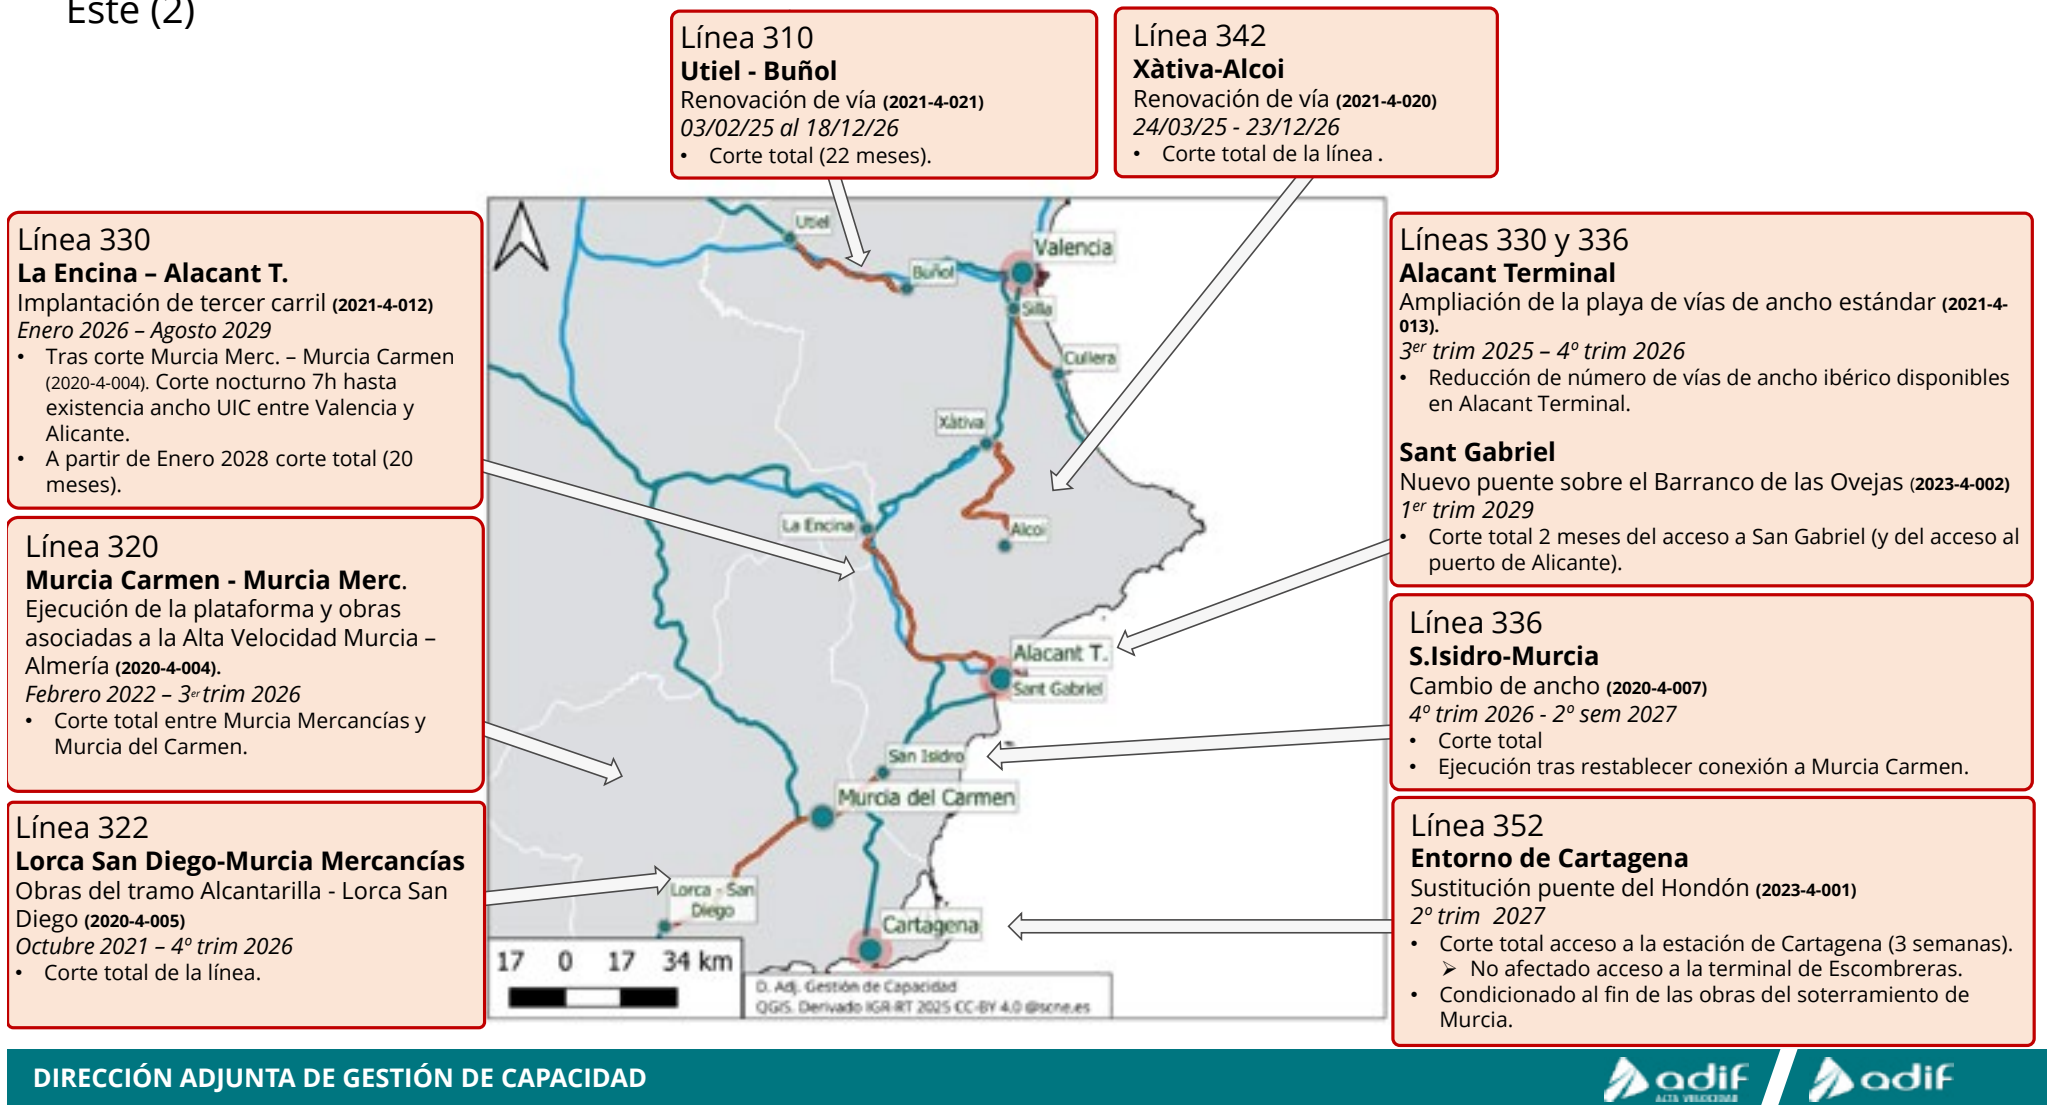 Este (2)
Línea 310
Utiel - Buñol
Renovación de vía (2021-4-021)
03/02/25 al 18/12/26
• Corte total (22 meses).
Línea 342
Xàtiva-Alcoi
Renovación de vía (2021-4-020)
24/03/25 - 23/12/26
• Corte total de la línea .
Línea 330
La Encina – Alacant T.
Implantación de tercer carril (2021-4-012)
Enero 2026 – Agosto 2029
• Tras corte Murcia Merc. – Murcia Carmen
(2020-4-004). Corte nocturno 7h hasta
existencia ancho UIC entre Valencia y
Alicante.
• A partir de Enero 2028 corte total (20
meses).
Línea 320
Murcia Carmen - Murcia Merc.
Ejecución de la plataforma y obras
asociadas a la Alta Velocidad Murcia –
Almería (2020-4-004).
Febrero 2022 – 3er trim 2026
• Corte total entre Murcia Mercancías y
Murcia del Carmen.
Línea 322
Lorca San Diego-Murcia Mercancías
Obras del tramo Alcantarilla - Lorca San
Diego (2020-4-005)
Octubre 2021 – 4º trim 2026
• Corte total de la línea.
Utiel
Buñol
Valencia
Silla
Cullera
Xàtiva
La Encina
Alcoi
Alacant T.
Sant Gabriel
San Isidro
Murcia del Carmen
Lorca - San
Diego
Cartagena
17 0 17 34 km
D. Adj. Gestión de Capacidad
QGIS. Derivado IGR-RT 2025 CC-BY 4.0 @scne.es
Líneas 330 y 336
Alacant Terminal
Ampliación de la playa de vías de ancho estándar (2021-4-
013).
3er trim 2025 – 4º trim 2026
• Reducción de número de vías de ancho ibérico disponibles
en Alacant Terminal.
Sant Gabriel
Nuevo puente sobre el Barranco de las Ovejas (2023-4-002)
1er trim 2029
• Corte total 2 meses del acceso a San Gabriel (y del acceso al
puerto de Alicante).
Línea 336
S.Isidro-Murcia
Cambio de ancho (2020-4-007)
4º trim 2026 - 2º sem 2027
• Corte total
• Ejecución tras restablecer conexión a Murcia Carmen.
Línea 352
Entorno de Cartagena
Sustitución puente del Hondón (2023-4-001)
2º trim 2027
• Corte total acceso a la estación de Cartagena (3 semanas).
➢ No afectado acceso a la terminal de Escombreras.
• Condicionado al fin de las obras del soterramiento de
Murcia.
DIRECCIÓN ADJUNTA DE GESTIÓN DE CAPACIDAD
adif
ALTA VELOCIDAD
adif